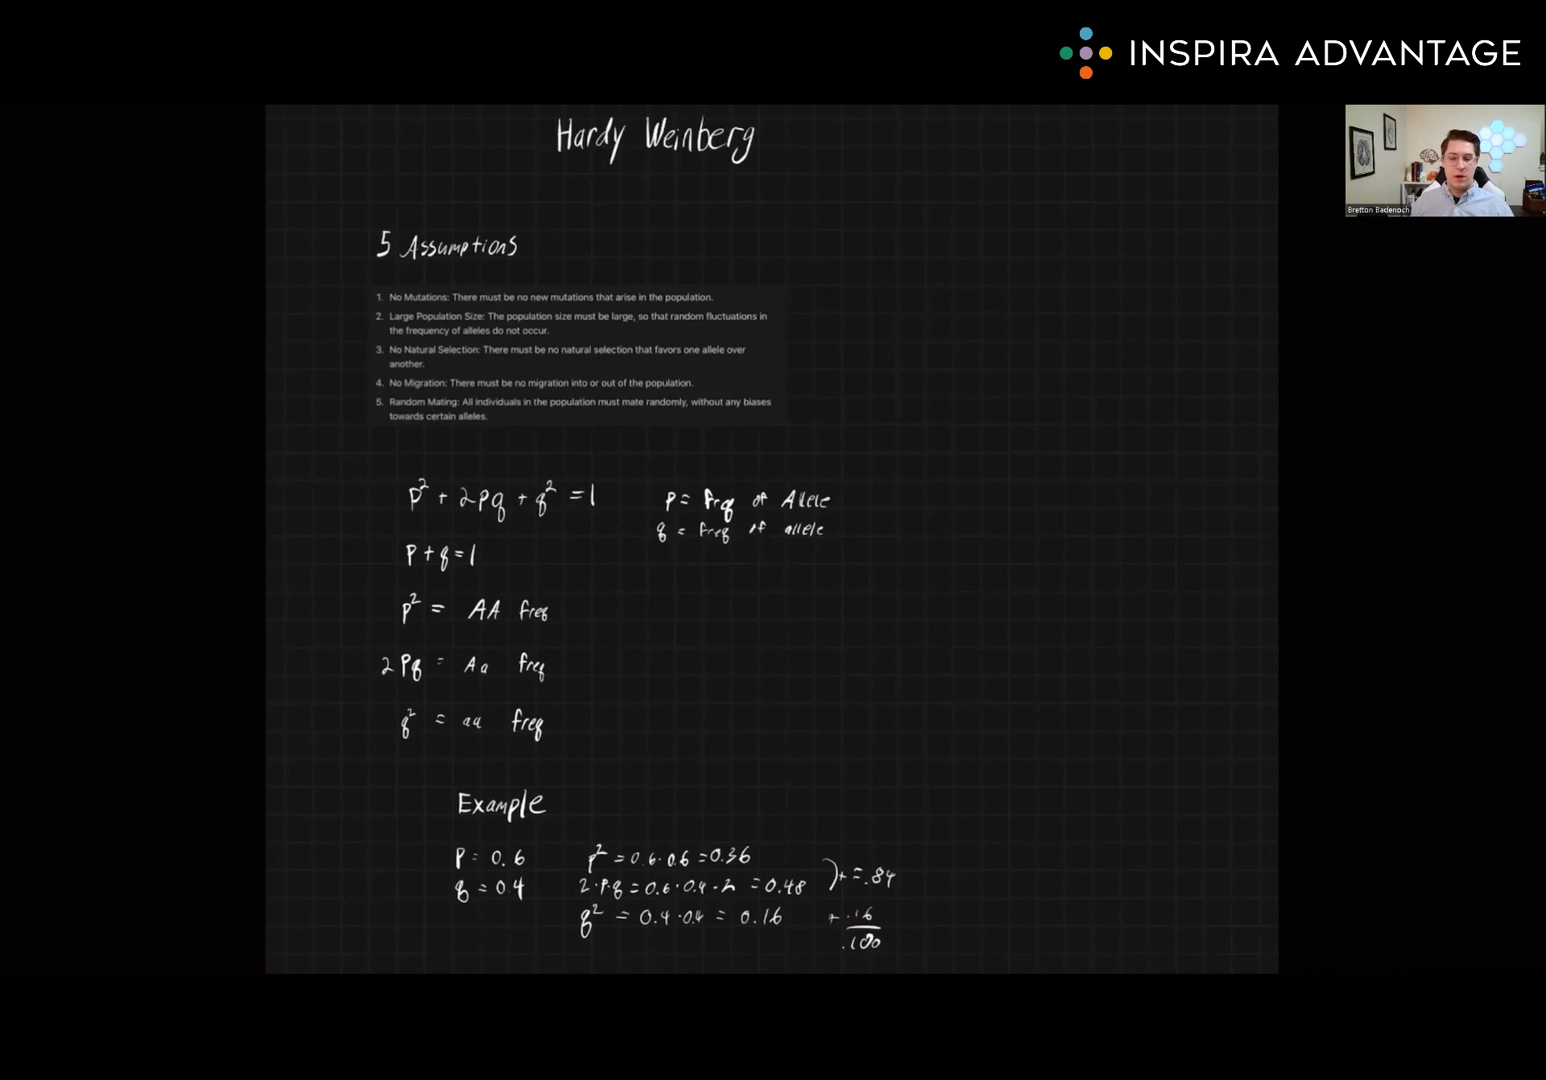 INSPIRA ADVANTAGE
Bretton Badenoch
Hardy Weinberg
5 Assumptions
1. No Mutations: There must be no new mutations that arise in the population.
2. Large Population Size: The population size must be large, so that random fluctuations in
the frequency of alleles do not occur.
3. No Natural Selection: There must be no natural selection that favors one allele over
another.
4. No Migration: There must be no migration into or out of the population.
5. Random Mating: All individuals in the population must mate randomly, without any biases
towards certain alleles.
p² + 2pq + q² = 1
p = frq of Allele
q = freq of allele
p + q = 1
p² = AA freq
2pq = Aa freq
q² = aa freq
Example
p = 0.6
q = 0.4
p² = 0.6 · 0.6 = 0.36
2 · p · q = 0.6 · 0.4 · 2 = 0.48
q² = 0.4 · 0.4 = 0.16
) + = .84
+ .16
.100